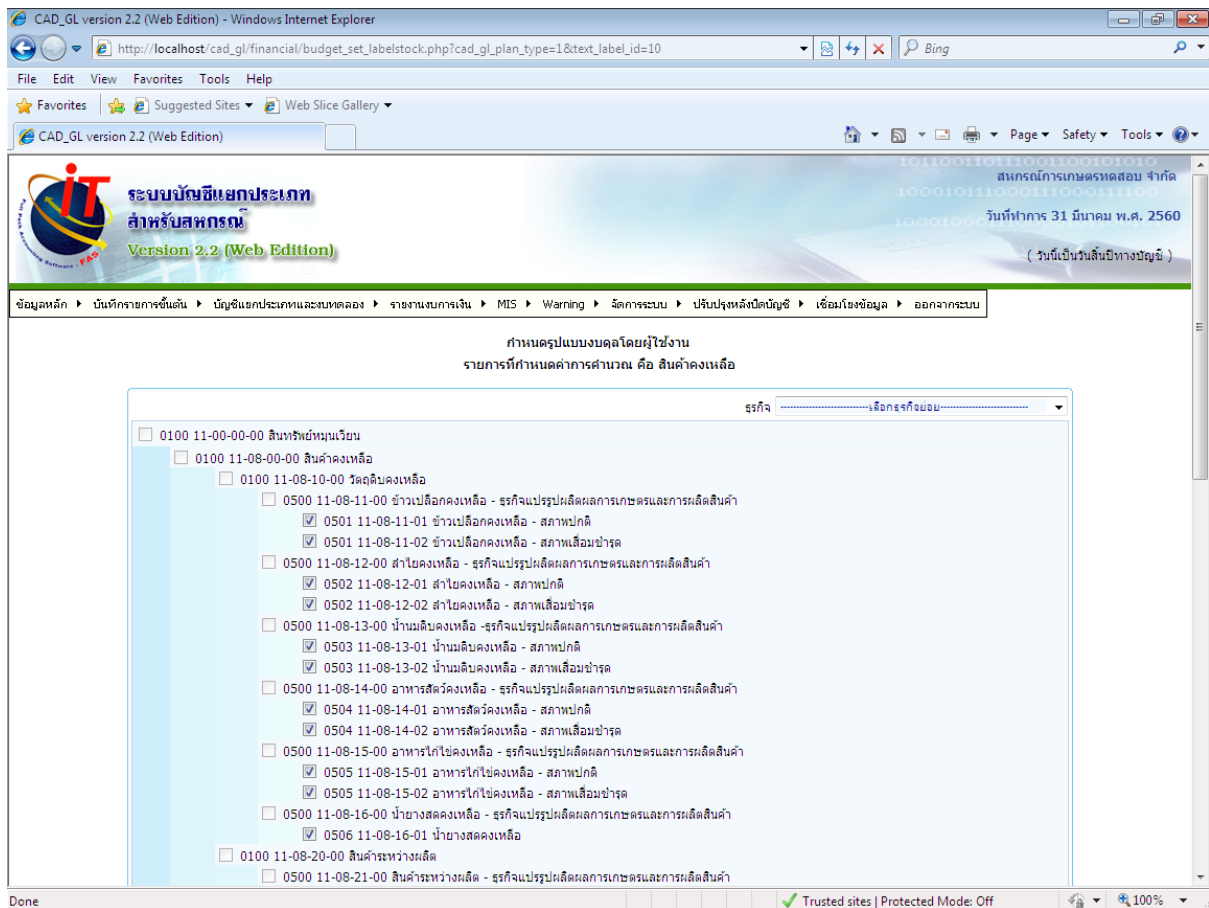 CAD_GL version 2.2 (Web Edition) - Windows Internet Explorer
http://localhost/cad_gl/financial/budget_set_labelstock.php?cad_gl_plan_type=1&text_label_id=10
Bing
File Edit View Favorites Tools Help
Favorites Suggested Sites Web Slice Gallery
CAD_GL version 2.2 (Web Edition)
Page Safety Tools
iT
Full Pack Accounting Software : FAS
ระบบบัญชีแยกประเภท
สำหรับสหกรณ์
Version 2.2 (Web Edition)
สหกรณ์การเกษตรทดสอบ จำกัด
วันที่ทำการ 31 มีนาคม พ.ศ. 2560
( วันนี้เป็นวันสิ้นปีทางบัญชี )
ข้อมูลหลัก บันทึกรายการขั้นต้น บัญชีแยกประเภทและงบทดลอง รายงานงบการเงิน MIS Warning จัดการระบบ ปรับปรุงหลังปิดบัญชี เชื่อมโยงข้อมูล ออกจากระบบ
กำหนดรูปแบบงบดุลโดยผู้ใช้งาน
รายการที่กำหนดค่าการคำนวณ คือ สินค้าคงเหลือ
ธุรกิจ ----------------------------เลือกธุรกิจย่อย----------------------------
0100 11-00-00-00 สินทรัพย์หมุนเวียน
0100 11-08-00-00 สินค้าคงเหลือ
0100 11-08-10-00 วัตถุดิบคงเหลือ
0500 11-08-11-00 ข้าวเปลือกคงเหลือ - ธุรกิจแปรรูปผลิตผลการเกษตรและการผลิตสินค้า
0501 11-08-11-01 ข้าวเปลือกคงเหลือ - สภาพปกติ
0501 11-08-11-02 ข้าวเปลือกคงเหลือ - สภาพเสื่อมชำรุด
0500 11-08-12-00 ลำไยคงเหลือ - ธุรกิจแปรรูปผลิตผลการเกษตรและการผลิตสินค้า
0502 11-08-12-01 ลำไยคงเหลือ - สภาพปกติ
0502 11-08-12-02 ลำไยคงเหลือ - สภาพเสื่อมชำรุด
0500 11-08-13-00 น้ำนมดิบคงเหลือ -ธุรกิจแปรรูปผลิตผลการเกษตรและการผลิตสินค้า
0503 11-08-13-01 น้ำนมดิบคงเหลือ - สภาพปกติ
0503 11-08-13-02 น้ำนมดิบคงเหลือ - สภาพเสื่อมชำรุด
0500 11-08-14-00 อาหารสัตว์คงเหลือ - ธุรกิจแปรรูปผลิตผลการเกษตรและการผลิตสินค้า
0504 11-08-14-01 อาหารสัตว์คงเหลือ - สภาพปกติ
0504 11-08-14-02 อาหารสัตว์คงเหลือ - สภาพเสื่อมชำรุด
0500 11-08-15-00 อาหารไก่ไข่คงเหลือ - ธุรกิจแปรรูปผลิตผลการเกษตรและการผลิตสินค้า
0505 11-08-15-01 อาหารไก่ไข่คงเหลือ - สภาพปกติ
0505 11-08-15-02 อาหารไก่ไข่คงเหลือ - สภาพเสื่อมชำรุด
0500 11-08-16-00 น้ำยางสดคงเหลือ - ธุรกิจแปรรูปผลิตผลการเกษตรและการผลิตสินค้า
0506 11-08-16-01 น้ำยางสดคงเหลือ
0100 11-08-20-00 สินค้าระหว่างผลิต
0500 11-08-21-00 สินค้าระหว่างผลิต - ธุรกิจแปรรูปผลิตผลการเกษตรและการผลิตสินค้า
Done
Trusted sites | Protected Mode: Off
100%